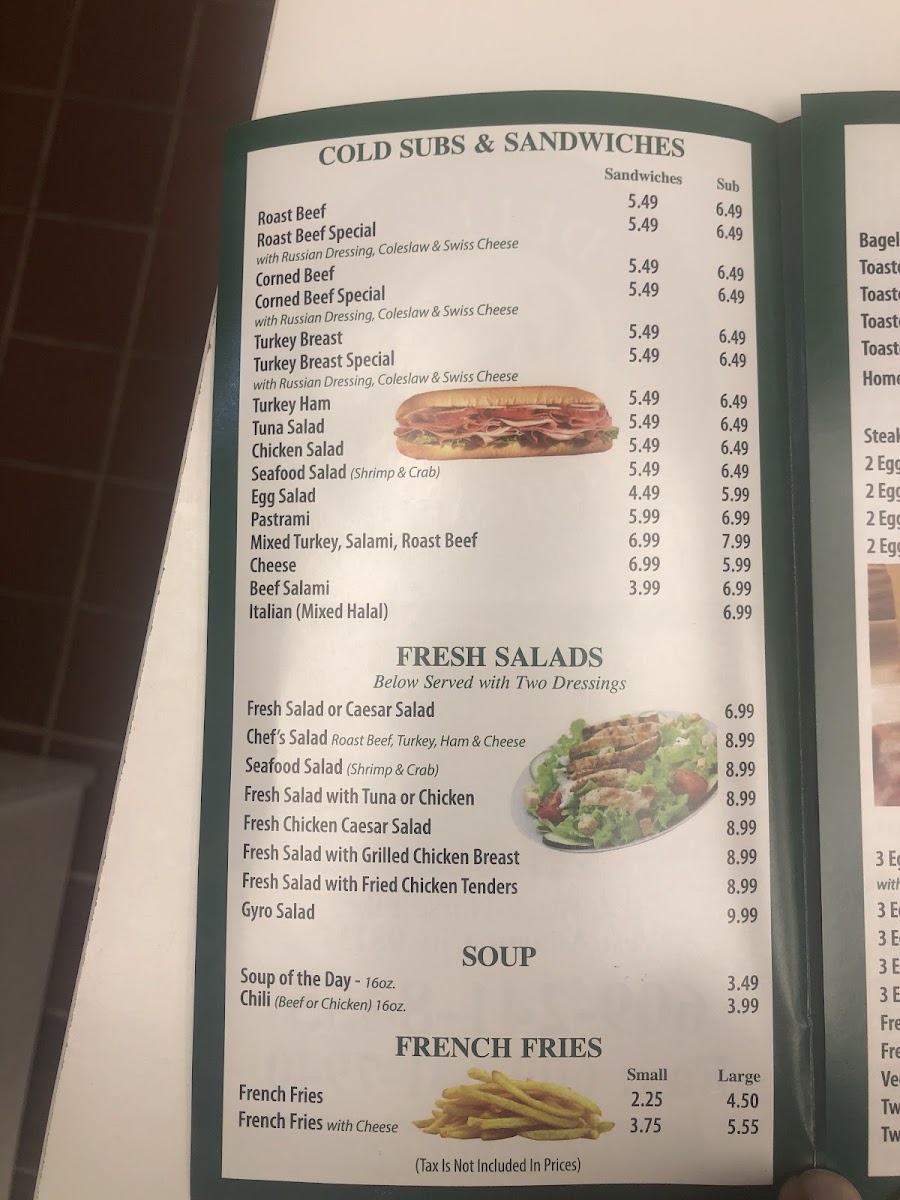 COLD SUBS & SANDWICHES
Sandwiches Sub
Roast Beef 5.49 6.49
Roast Beef Special 5.49 6.49
with Russian Dressing, Coleslaw & Swiss Cheese
Corned Beef 5.49 6.49
Corned Beef Special 5.49 6.49
with Russian Dressing, Coleslaw & Swiss Cheese
Turkey Breast 5.49 6.49
Turkey Breast Special 5.49 6.49
with Russian Dressing, Coleslaw & Swiss Cheese
Turkey Ham 5.49 6.49
Tuna Salad 5.49 6.49
Chicken Salad 5.49 6.49
Seafood Salad (Shrimp & Crab) 5.49 6.49
Egg Salad 4.49 5.99
Pastrami 5.99 6.99
Mixed Turkey, Salami, Roast Beef 6.99 7.99
Cheese 6.99 5.99
Beef Salami 3.99 6.99
Italian (Mixed Halal) 6.99
FRESH SALADS
Below Served with Two Dressings
Fresh Salad or Caesar Salad 6.99
Chef's Salad Roast Beef, Turkey, Ham & Cheese 8.99
Seafood Salad (Shrimp & Crab) 8.99
Fresh Salad with Tuna or Chicken 8.99
Fresh Chicken Caesar Salad 8.99
Fresh Salad with Grilled Chicken Breast 8.99
Fresh Salad with Fried Chicken Tenders 8.99
Gyro Salad 9.99
SOUP
Soup of the Day - 16oz. 3.49
Chili (Beef or Chicken) 16oz. 3.99
FRENCH FRIES
Small Large
French Fries 2.25 4.50
French Fries with Cheese 3.75 5.55
(Tax Is Not Included In Prices)
Bagel
Home
2
2
2
2
3
with
3
3
3
3